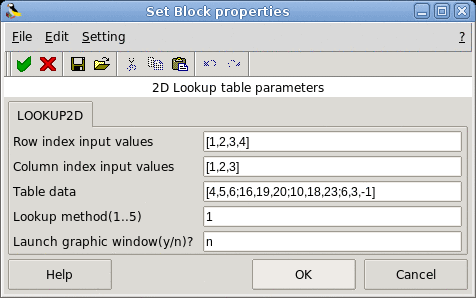 Set Block properties
File Edit Setting ?
2D Lookup table parameters
LOOKUP2D
Row index input values [1,2,3,4]
Column index input values [1,2,3]
Table data [4,5,6;16,19,20;10,18,23;6,3,-1]
Lookup method(1..5) 1
Launch graphic window(y/n)? n
Help OK Cancel